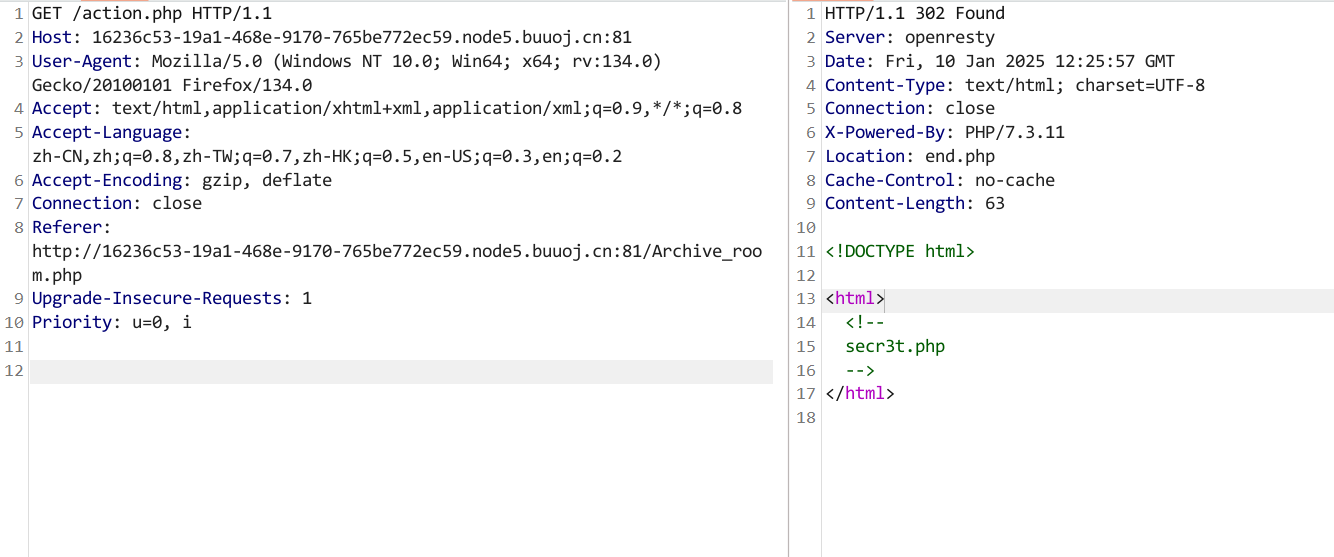 1 GET /action.php HTTP/1.1
2 Host: 16236c53-19a1-468e-9170-765be772ec59.node5.buuoj.cn:81
3 User-Agent: Mozilla/5.0 (Windows NT 10.0; Win64; x64; rv:134.0)
Gecko/20100101 Firefox/134.0
4 Accept: text/html,application/xhtml+xml,application/xml;q=0.9,*/*;q=0.8
5 Accept-Language:
zh-CN,zh;q=0.8,zh-TW;q=0.7,zh-HK;q=0.5,en-US;q=0.3,en;q=0.2
6 Accept-Encoding: gzip, deflate
7 Connection: close
8 Referer:
http://16236c53-19a1-468e-9170-765be772ec59.node5.buuoj.cn:81/Archive_roo
m.php
9 Upgrade-Insecure-Requests: 1
10 Priority: u=0, i
11
12
1 HTTP/1.1 302 Found
2 Server: openresty
3 Date: Fri, 10 Jan 2025 12:25:57 GMT
4 Content-Type: text/html; charset=UTF-8
5 Connection: close
6 X-Powered-By: PHP/7.3.11
7 Location: end.php
8 Cache-Control: no-cache
9 Content-Length: 63
10
11 <!DOCTYPE html>
12
13 <html>
14 <!--
15 secr3t.php
16 -->
17 </html>
18